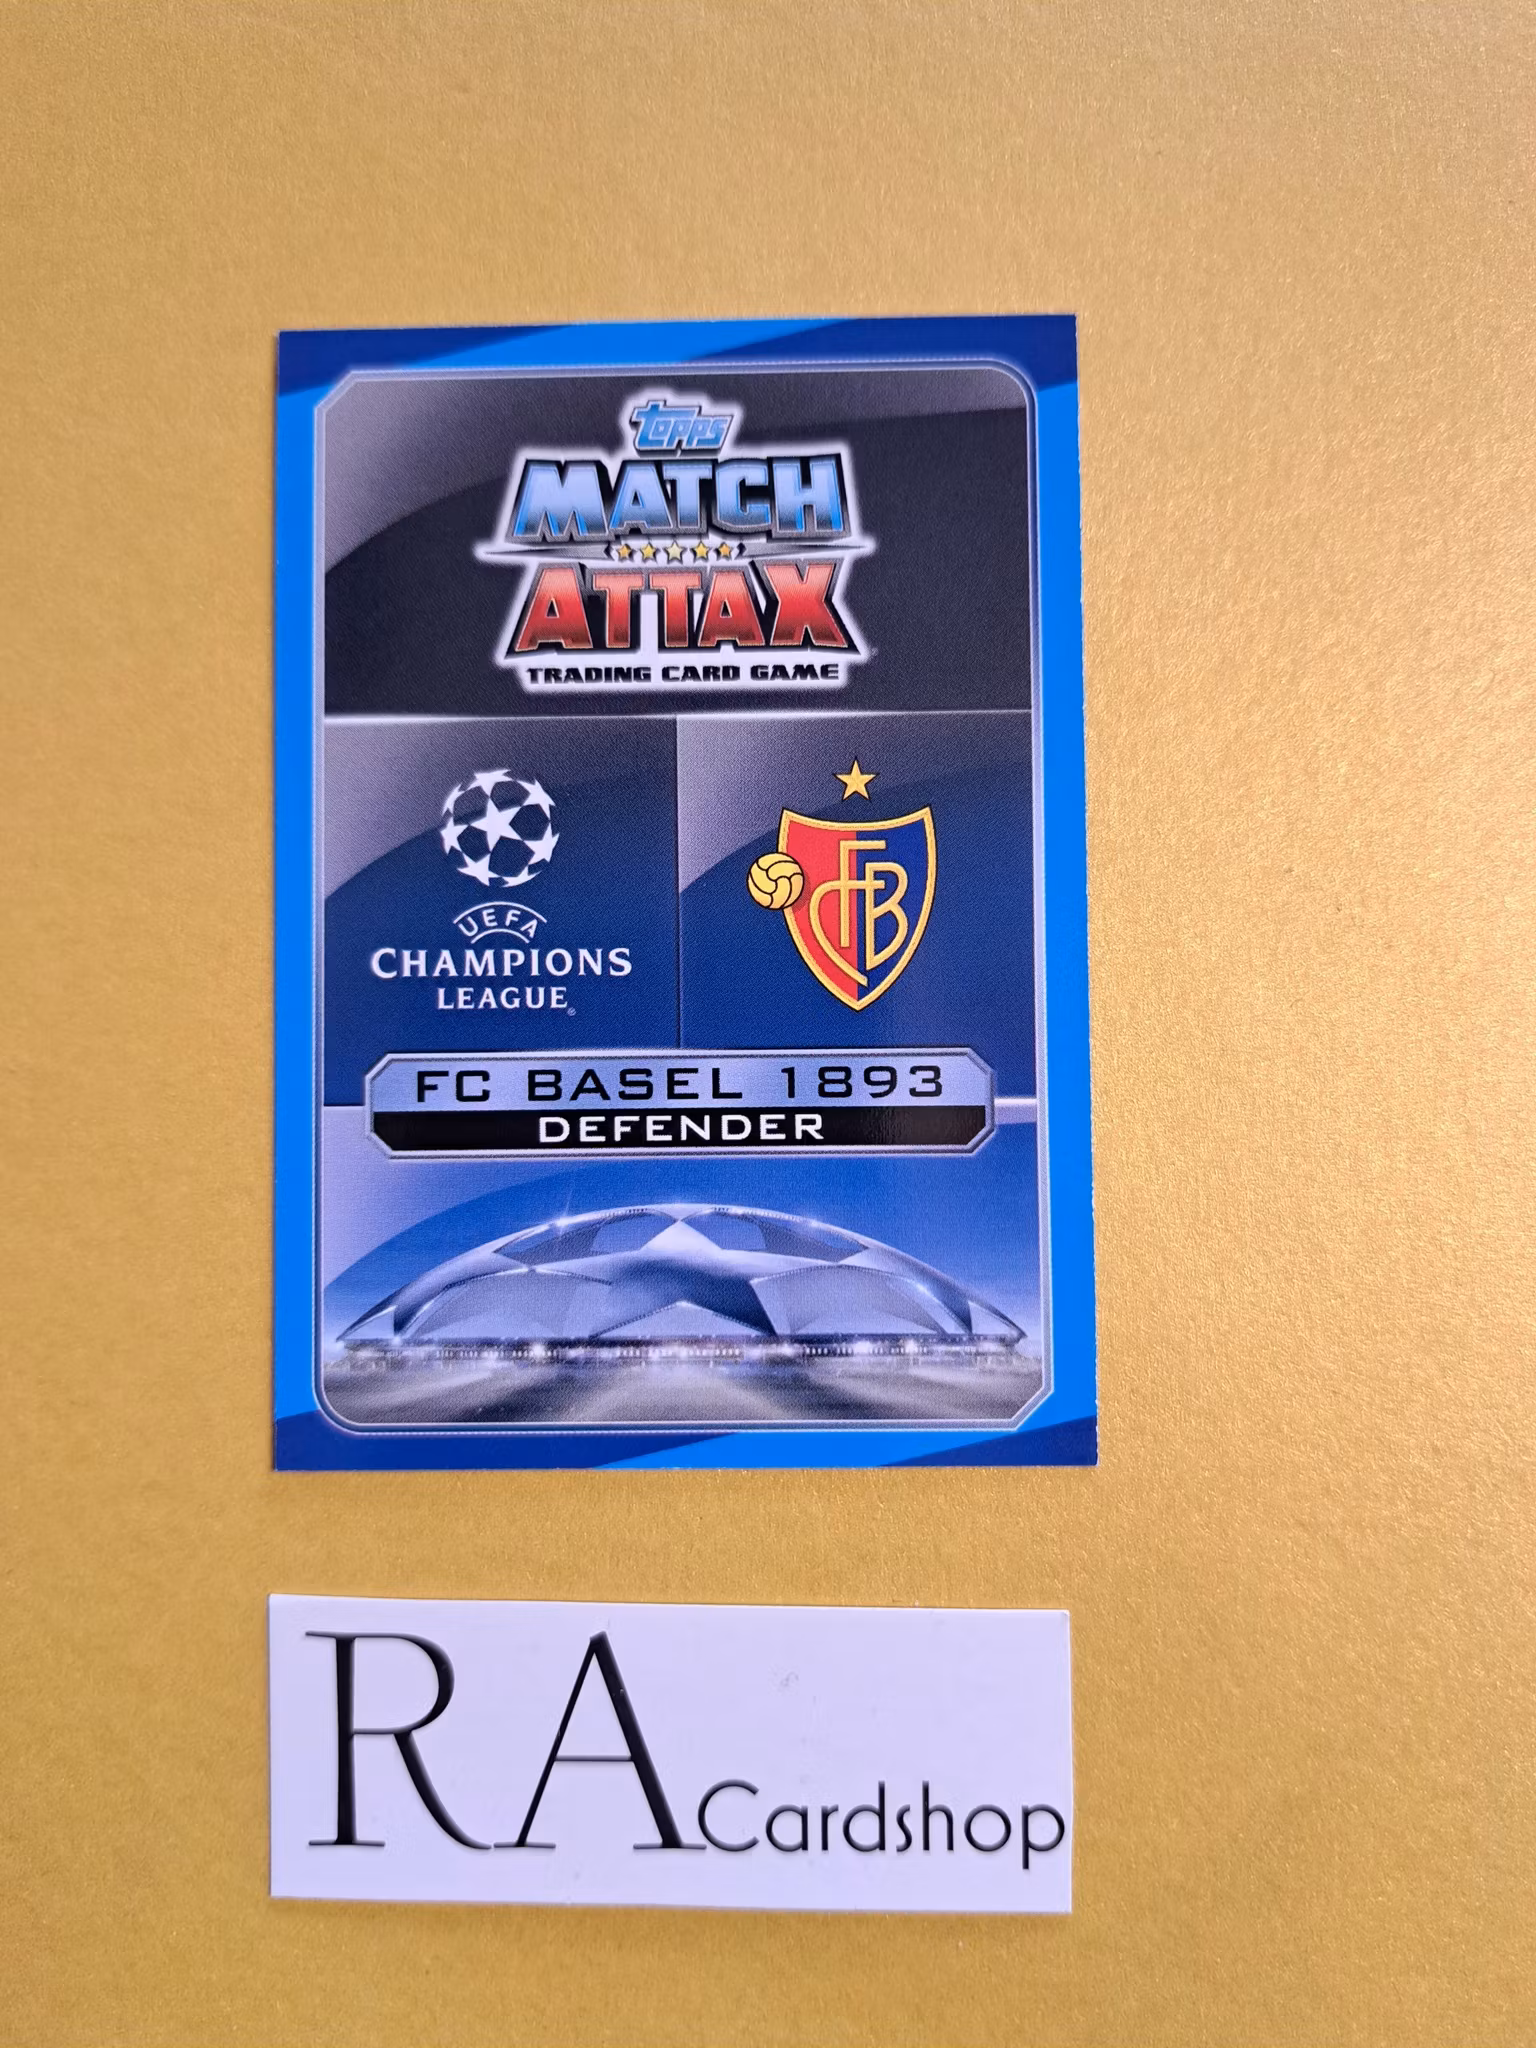 topps
MATCH
ATTAX
TRADING CARD GAME
UEFA
CHAMPIONS
LEAGUE®
FCB
FC BASEL 1893
DEFENDER
RA Cardshop